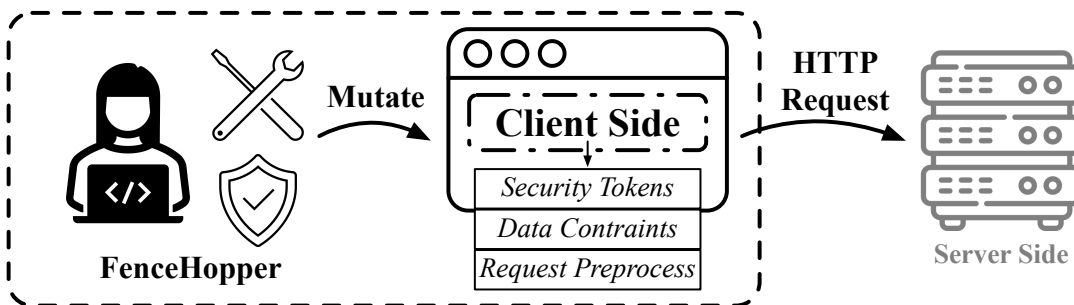 </>
FenceHopper
Mutate
Client Side
Security Tokens
Data Contraints
Request Preprocess
HTTP
Request
Server Side